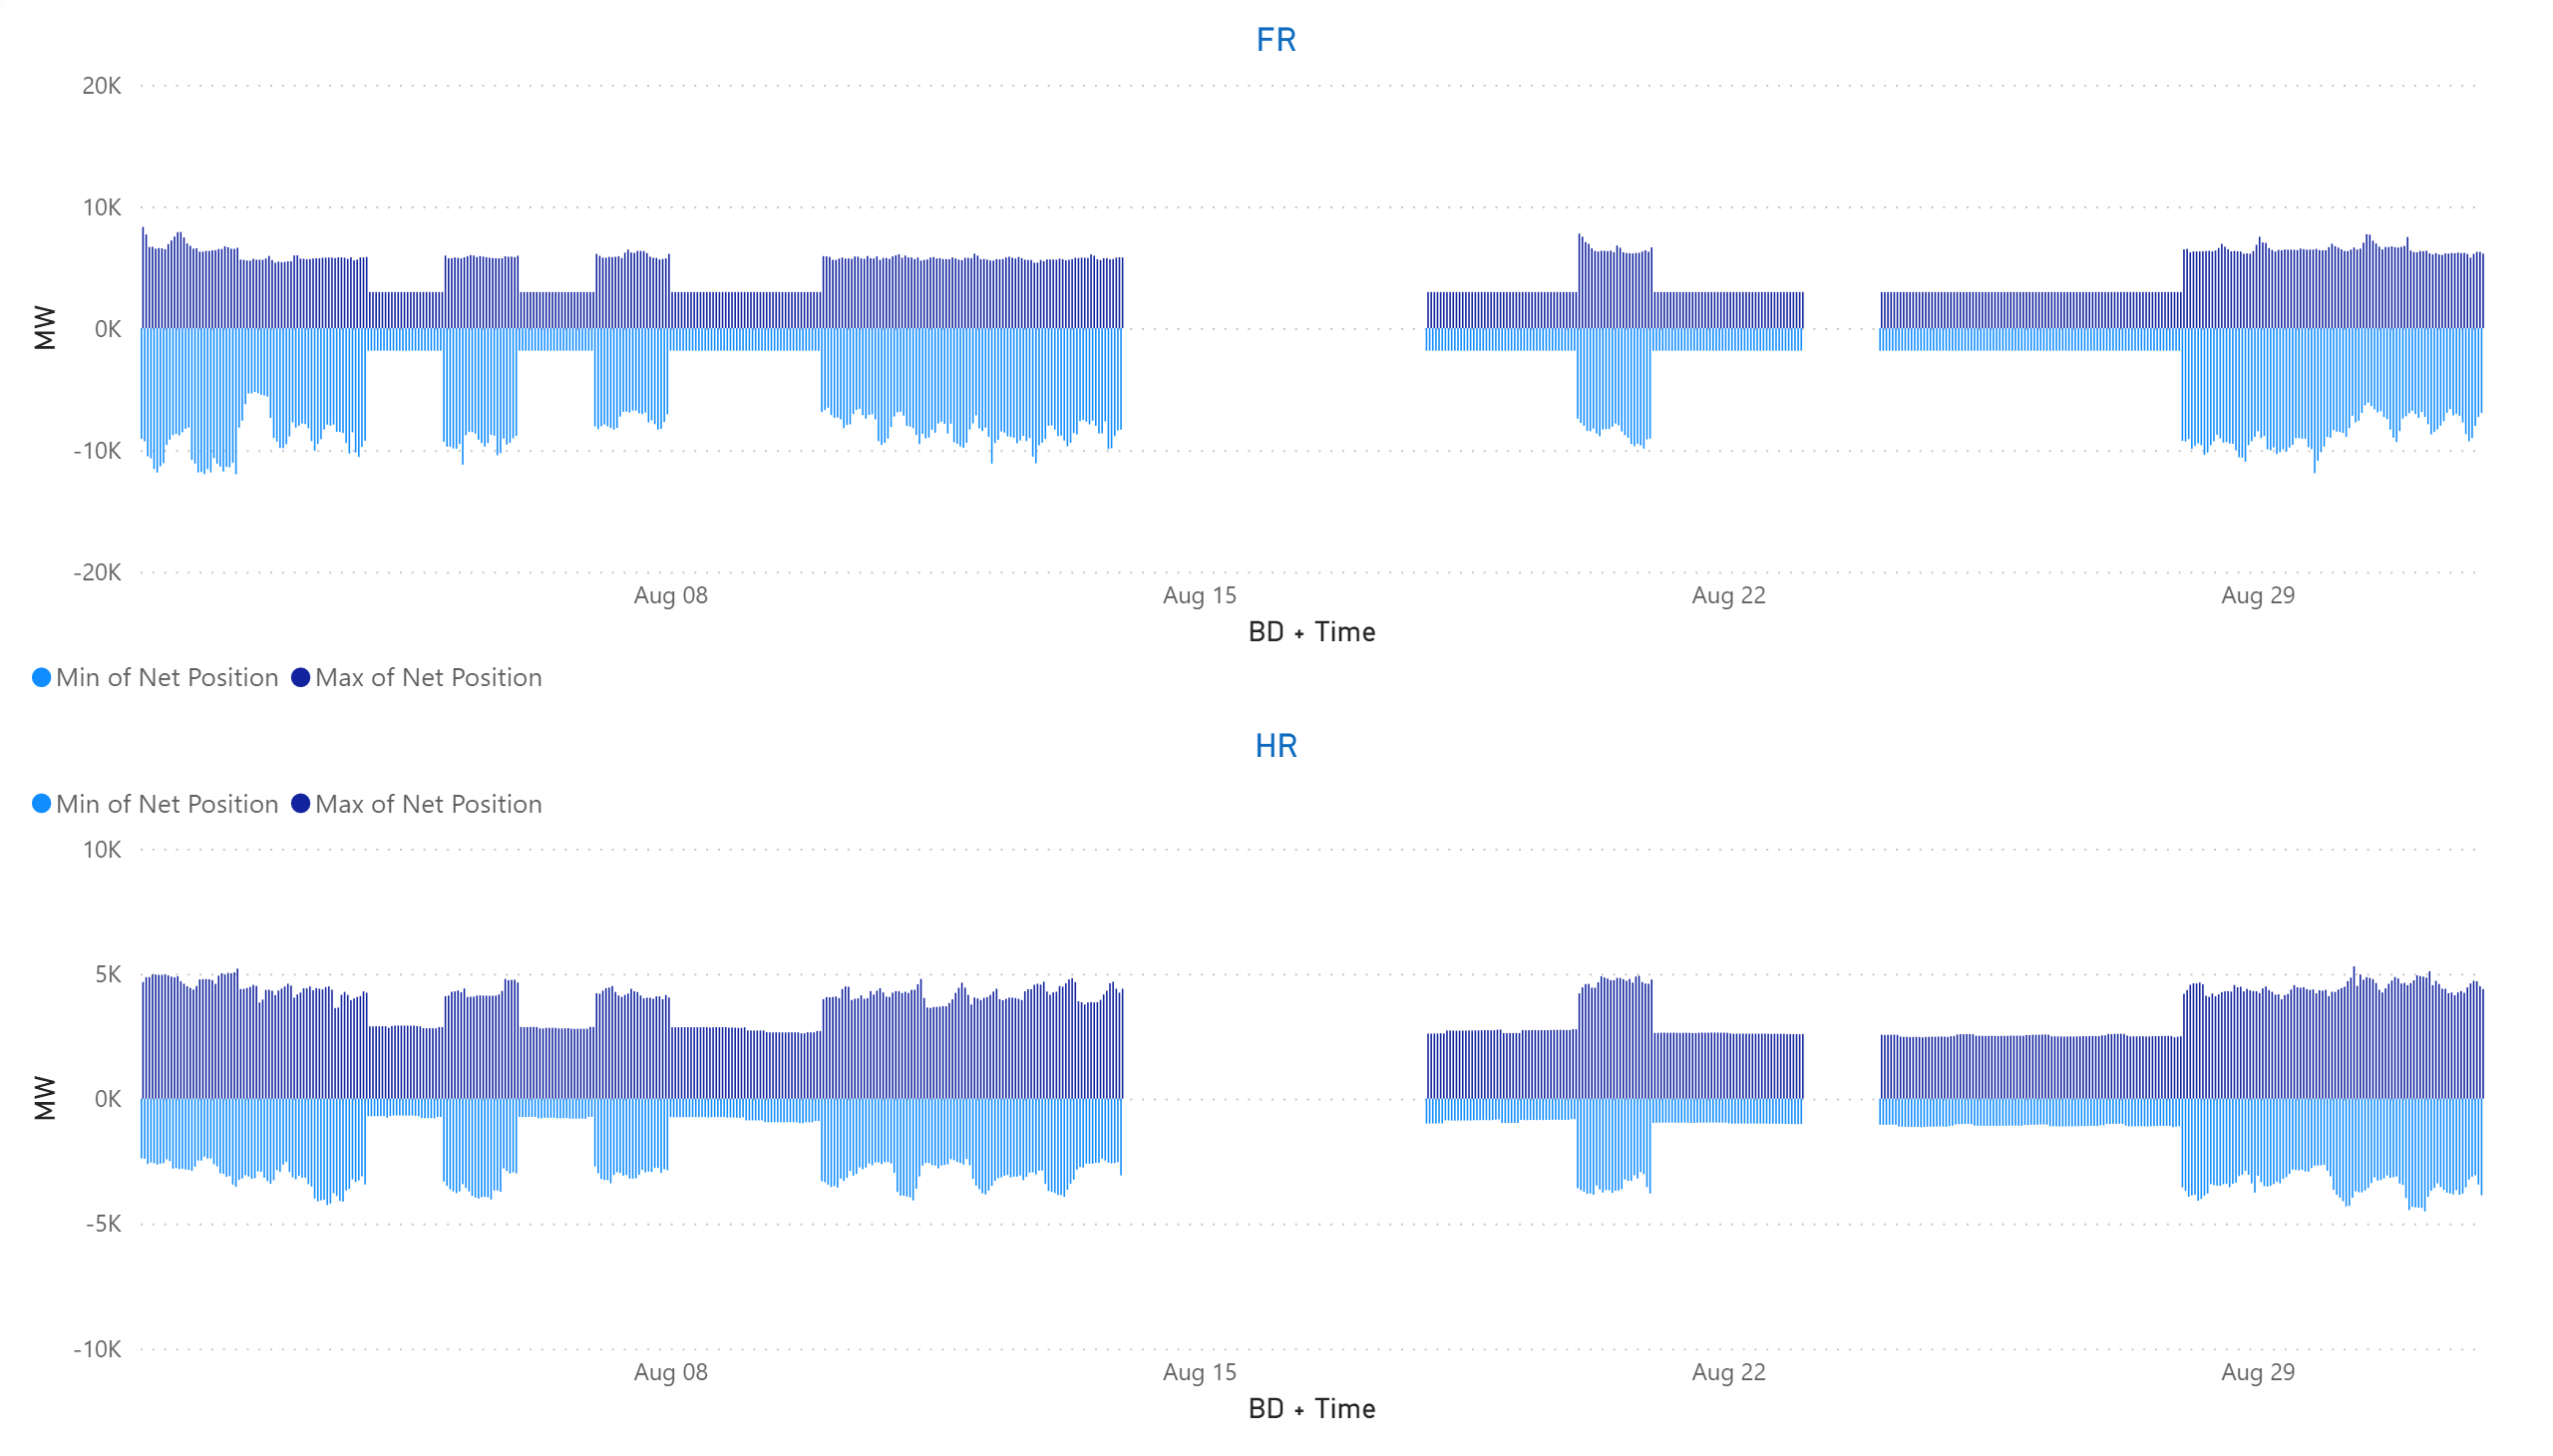 FR
20K
10K
0K
-10K
-20K
MW
Aug 08 Aug 15 Aug 22 Aug 29
BD + Time
Min of Net Position Max of Net Position
HR
Min of Net Position Max of Net Position
10K
5K
0K
-5K
-10K
MW
Aug 08 Aug 15 Aug 22 Aug 29
BD + Time